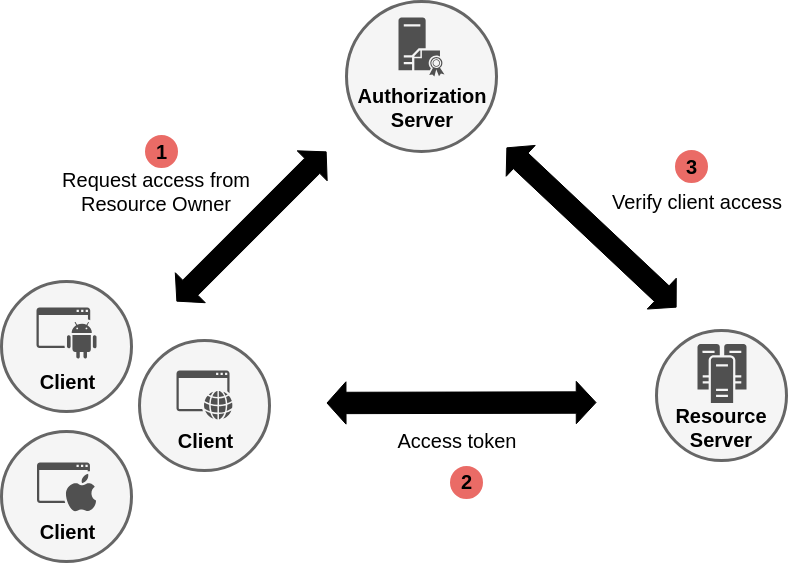 Authorization
Server
1
Request access from
Resource Owner
3
Verify client access
Client
Client
Client
Access token
2
Resource
Server